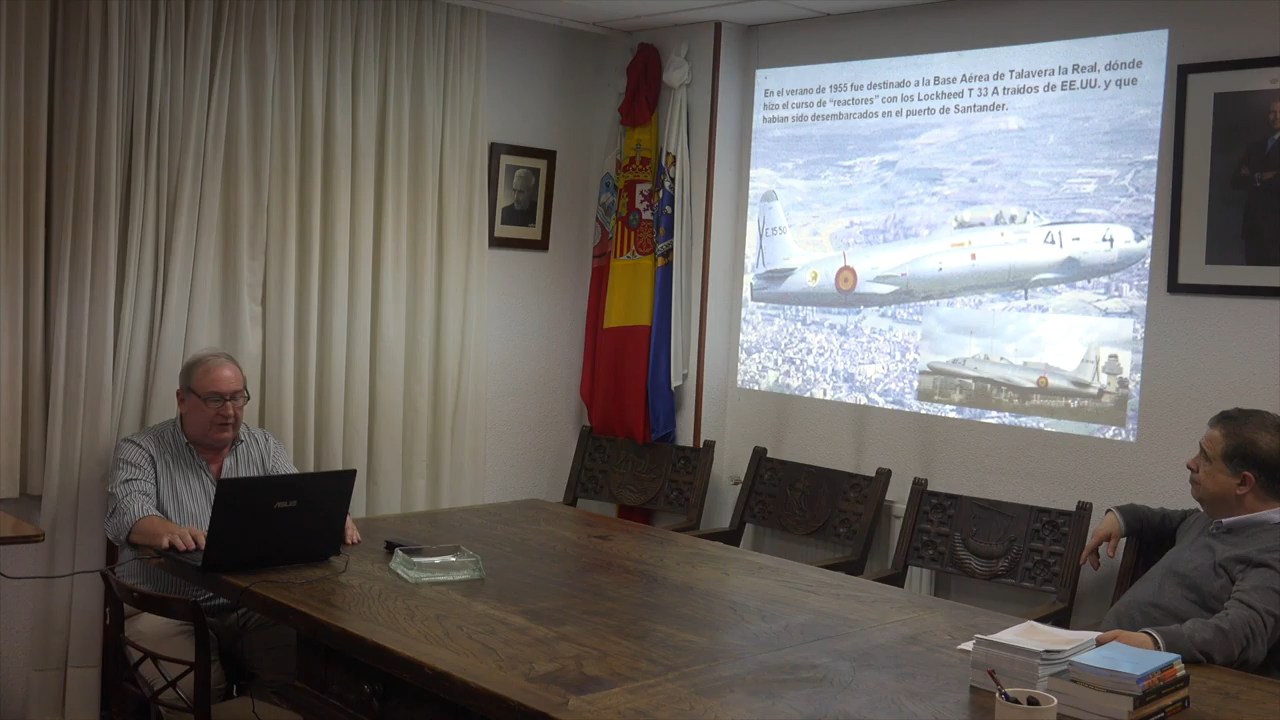 En el verano de 1955 fue destinado a la Base Aérea de Talavera la Real, dónde
hizo el curso de “reactores” con los Lockheed T 33 A traídos de EE.UU. y que
habían sido desembarcados en el puerto de Santander.
E.1550
41 - 4
ASUS